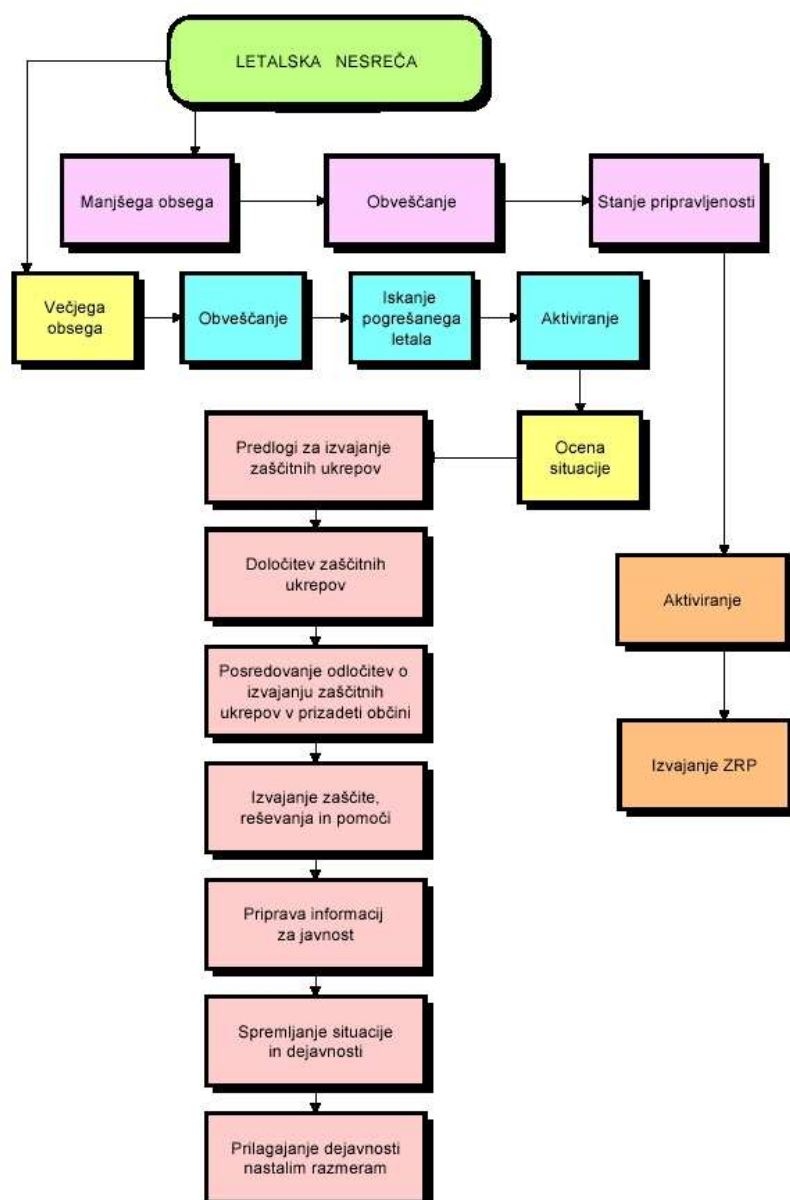 LETALSKA NESREČA
Manjšega obsega
Obveščanje
Stanje pripravljenosti
Večjega
obsega
Obveščanje
Iskanje
pogrešanega
letala
Aktiviranje
Predlogi za izvajanje
zaščitnih ukrepov
Ocena
situacije
Določitev zaščitnih
ukrepov
Aktiviranje
Posredovanje odločitev o
izvajanju zaščitnih
ukrepov v prizadeti občini
Izvajanje ZRP
Izvajanje zaščite,
reševanja in pomoči
Priprava informacij
za javnost
Spremljanje situacije
in dejavnosti
Prilagajanje dejavnosti
nastalim razmeram